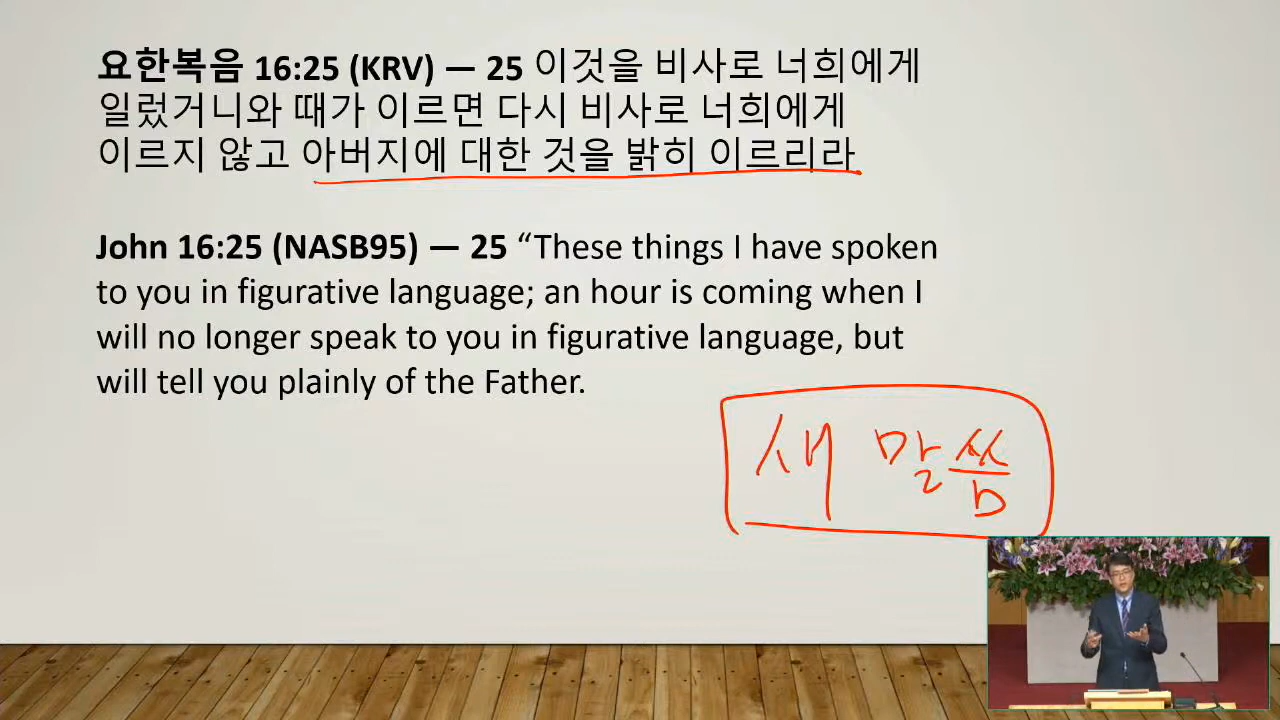 요한복음 16:25 (KRV) — 25 이것을 비사로 너희에게
일렀거니와 때가 이르면 다시 비사로 너희에게
이르지 않고 아버지에 대한 것을 밝히 이르리라
John 16:25 (NASB95) — 25 “These things I have spoken
to you in figurative language; an hour is coming when I
will no longer speak to you in figurative language, but
will tell you plainly of the Father.
새 말씀